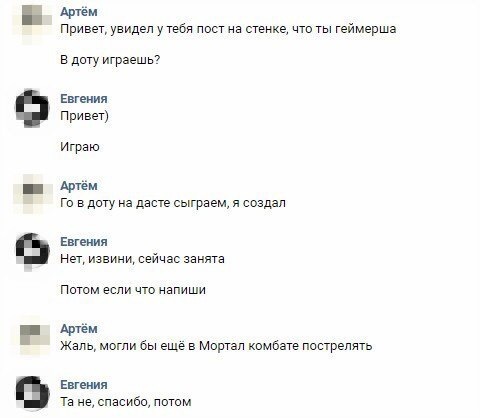 Артём
Привет, увидел у тебя пост на стенке, что ты геймерша
В доту играешь?
Евгения
Привет)
Играю
Артём
Го в доту на дасте сыграем, я создал
Евгения
Нет, извини, сейчас занята
Потом если что напиши
Артём
Жаль, могли бы ещё в Мортал комбате пострелять
Евгения
Та не, спасибо, потом